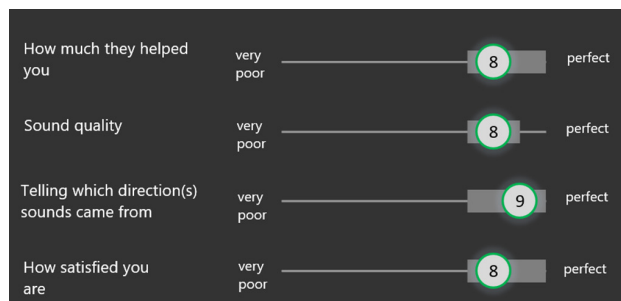 How much they helped
you
very
poor
8
perfect
Sound quality
very
poor
8
perfect
Telling which direction(s)
sounds came from
very
poor
9
perfect
How satisfied you
are
very
poor
8
perfect